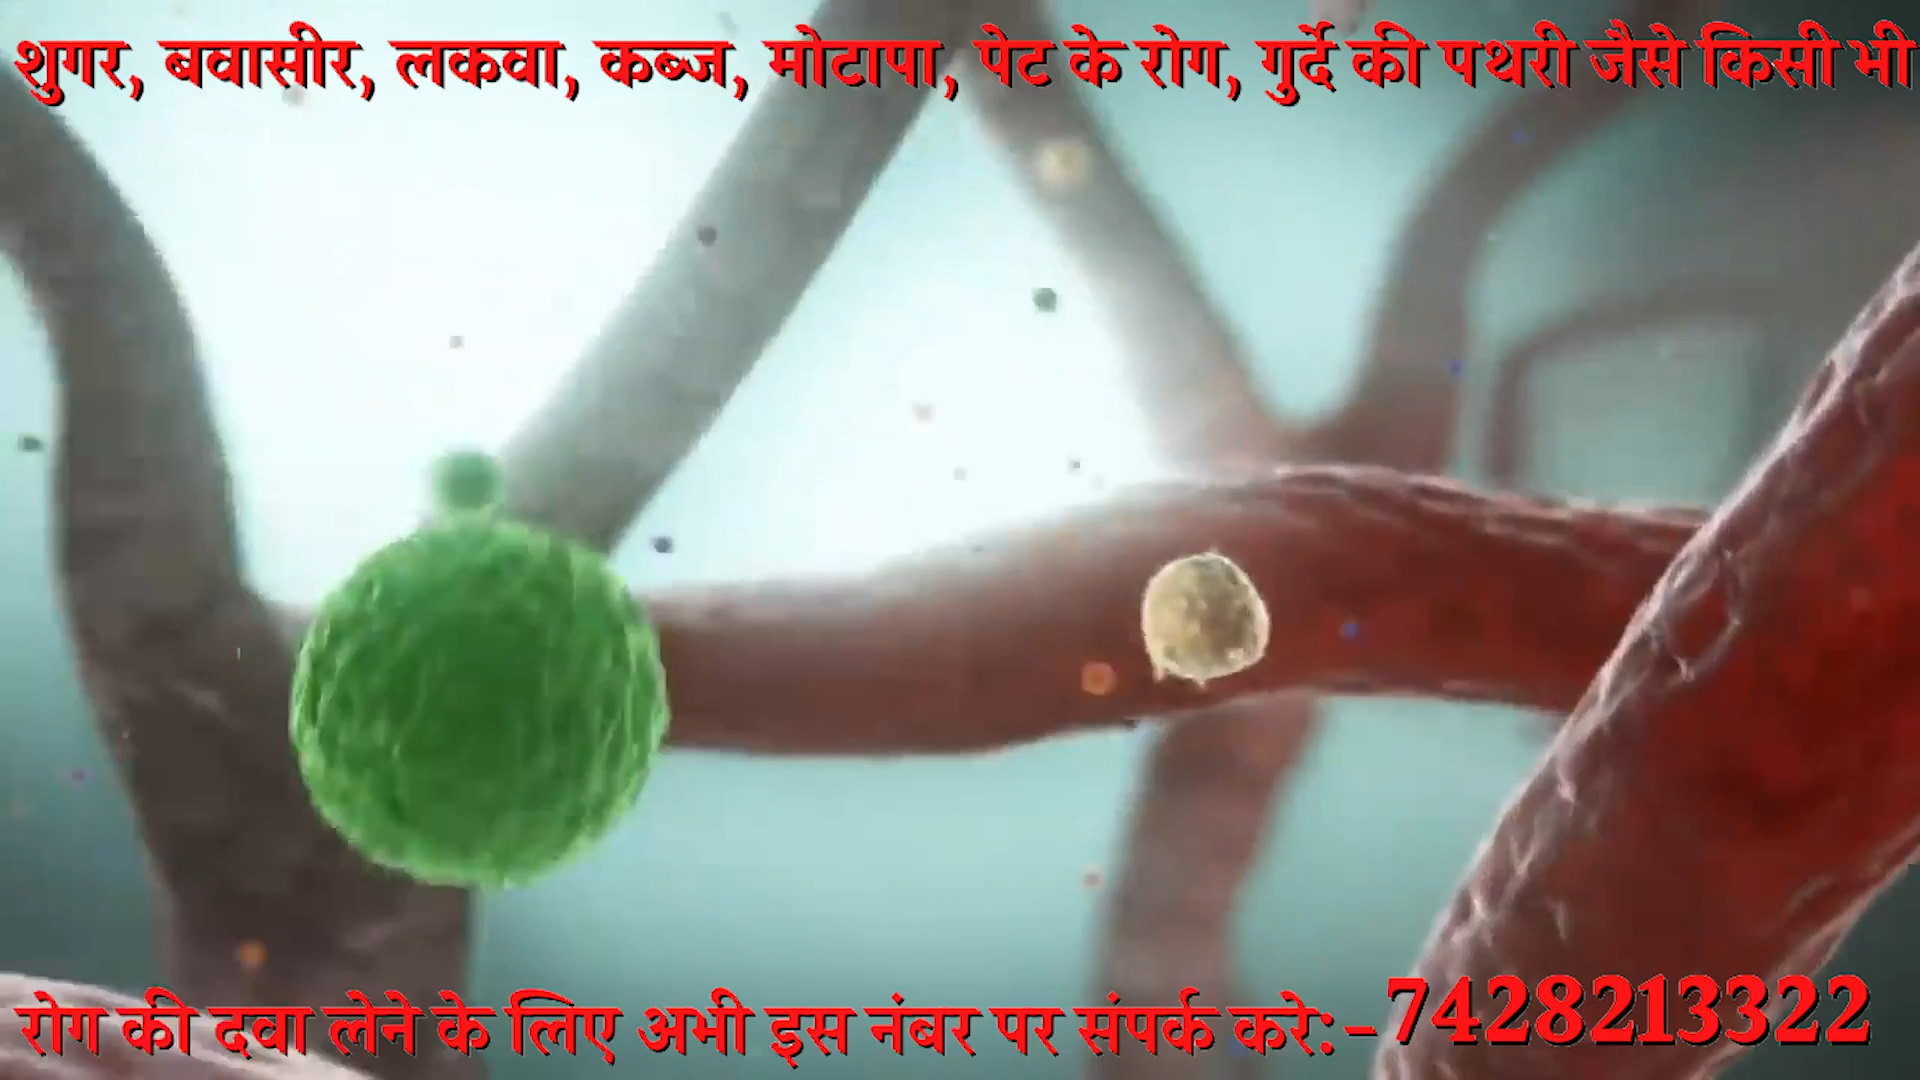 शुगर, बवासीर, लकवा, कब्ज, मोटापा, पेट के रोग, गुर्दे की पथरी जैसे किसी भी
रोग की दवा लेने के लिए अभी इस नंबर पर संपर्क करे:-7428213322